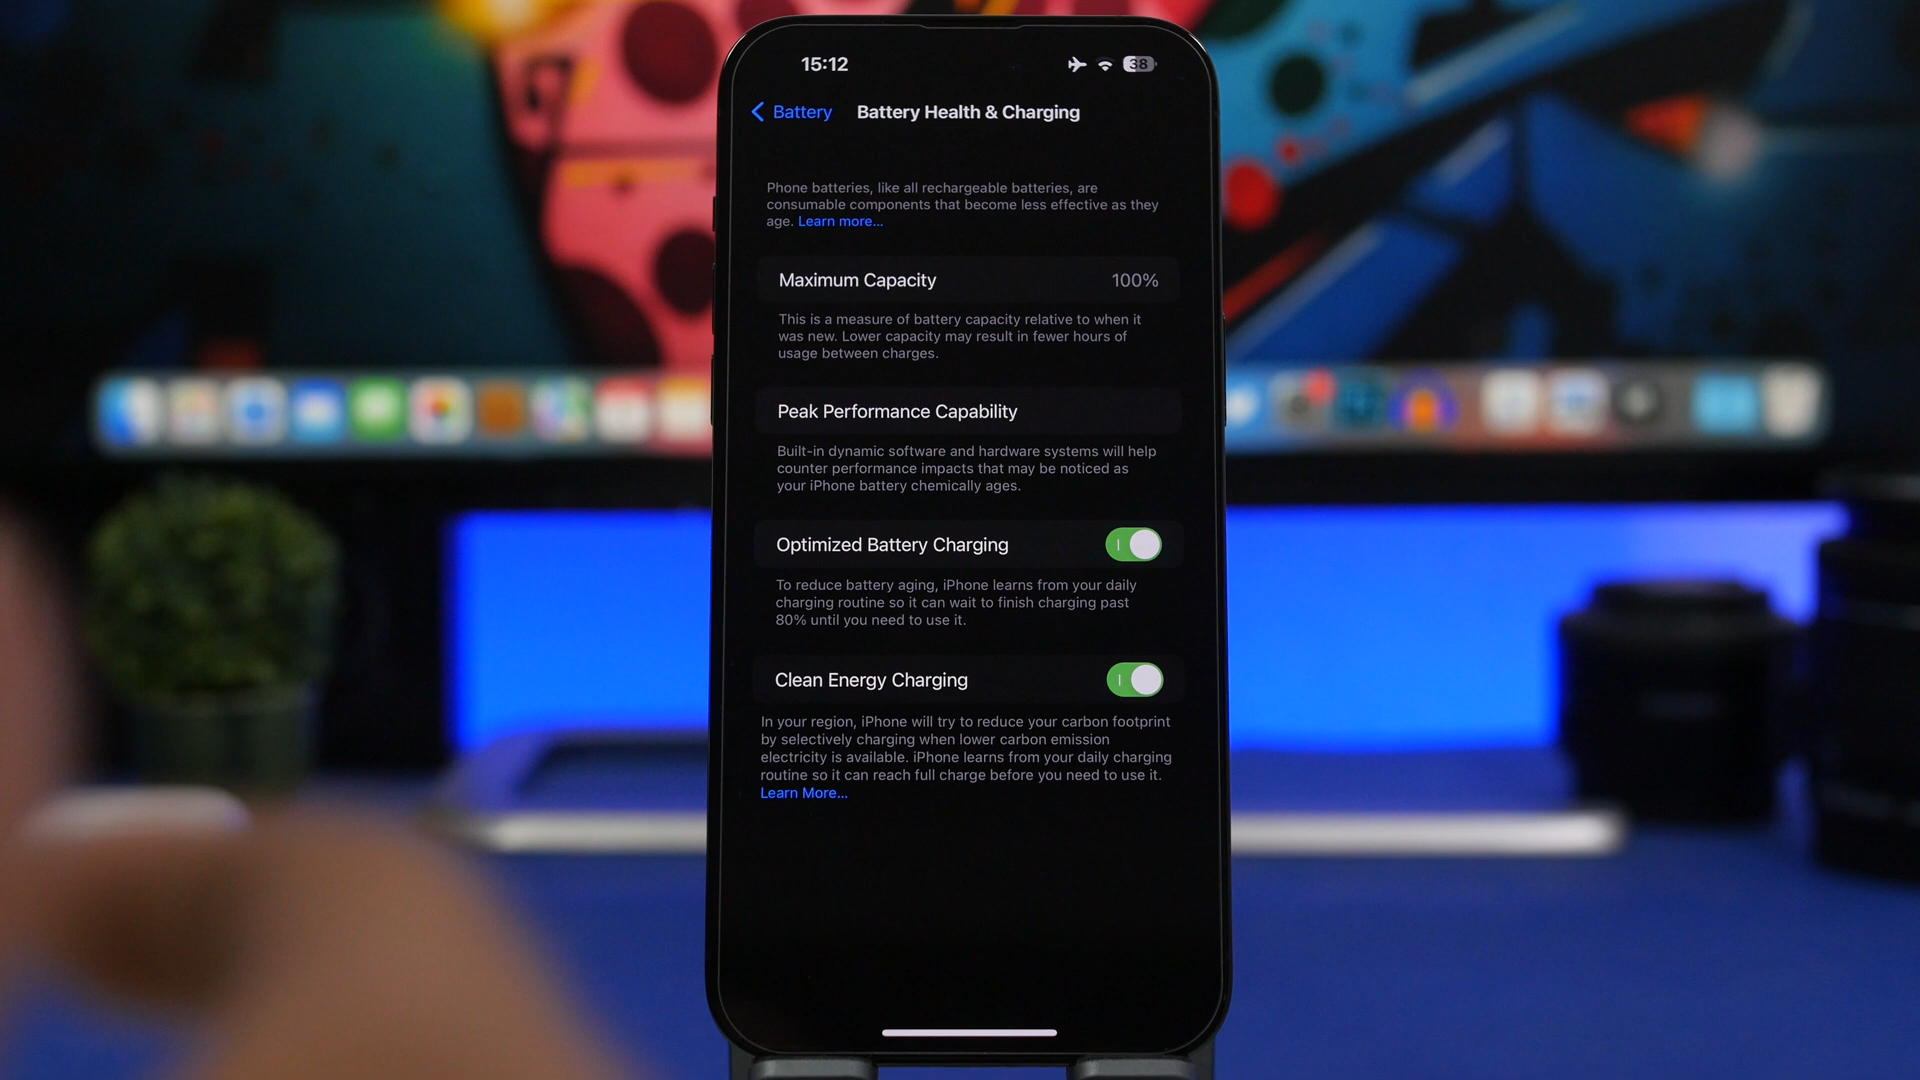 15:12
38
Battery
Battery Health & Charging
Phone batteries, like all rechargeable batteries, are
consumable components that become less effective as they
age. Learn more...
Maximum Capacity
100%
This is a measure of battery capacity relative to when it
was new. Lower capacity may result in fewer hours of
usage between charges.
Peak Performance Capability
Built-in dynamic software and hardware systems will help
counter performance impacts that may be noticed as
your iPhone battery chemically ages.
Optimized Battery Charging
To reduce battery aging, iPhone learns from your daily
charging routine so it can wait to finish charging past
80% until you need to use it.
Clean Energy Charging
In your region, iPhone will try to reduce your carbon footprint
by selectively charging when lower carbon emission
electricity is available. iPhone learns from your daily charging
routine so it can reach full charge before you need to use it.
Learn More...